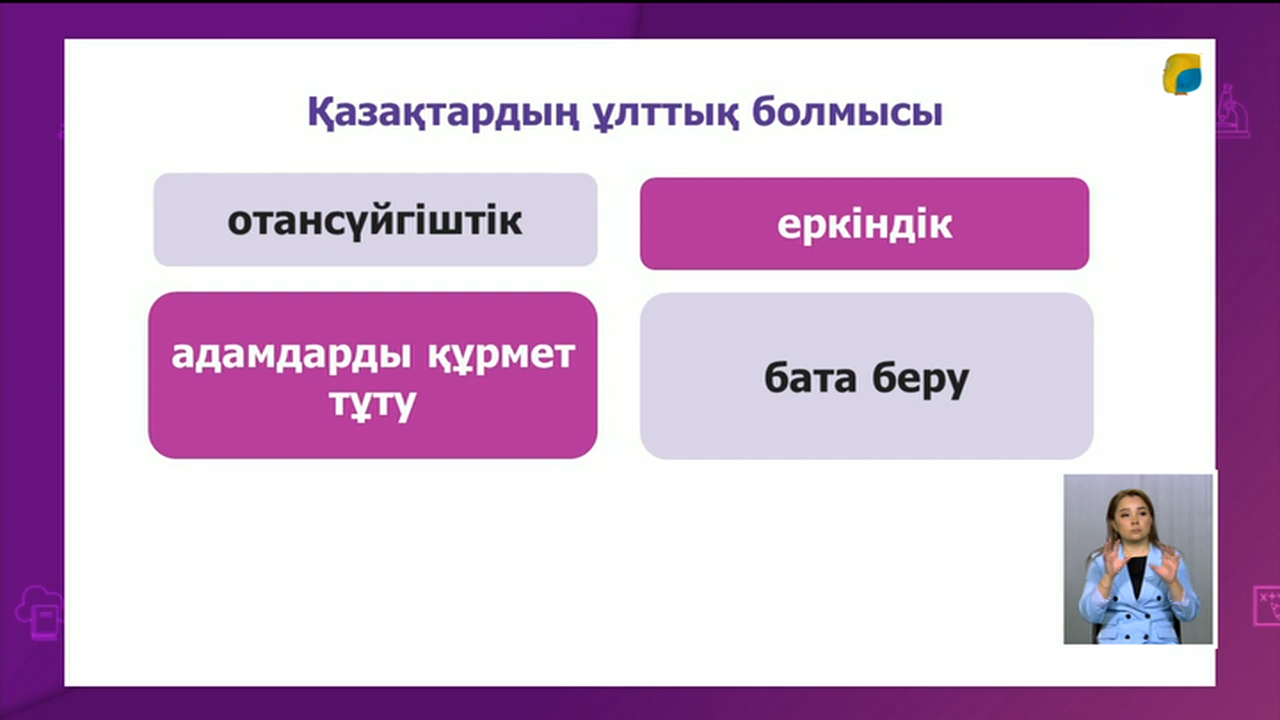 Қазақтардың ұлттық болмысы
отансүйгіштік
еркіндік
адамдарды құрмет
тұту
бата беру